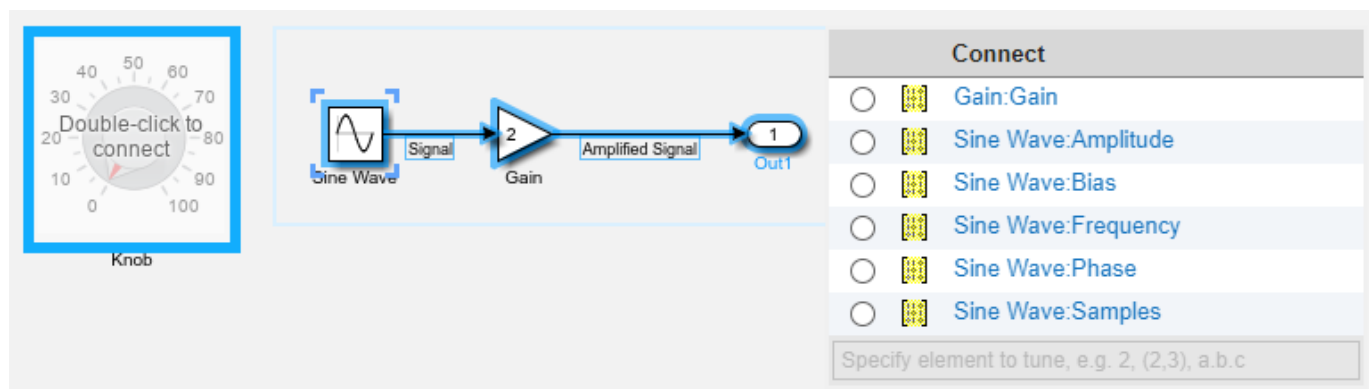 50
40
60
30
70
Double-click to
connect
20
80
10
90
0
100
Knob
Signal
Sine Wave
2
Gain
Amplified Signal
1
Out1
Connect
Gain:Gain
Sine Wave:Amplitude
Sine Wave:Bias
Sine Wave:Frequency
Sine Wave:Phase
Sine Wave:Samples
Specify element to tune, e.g. 2, (2,3), a.b.c